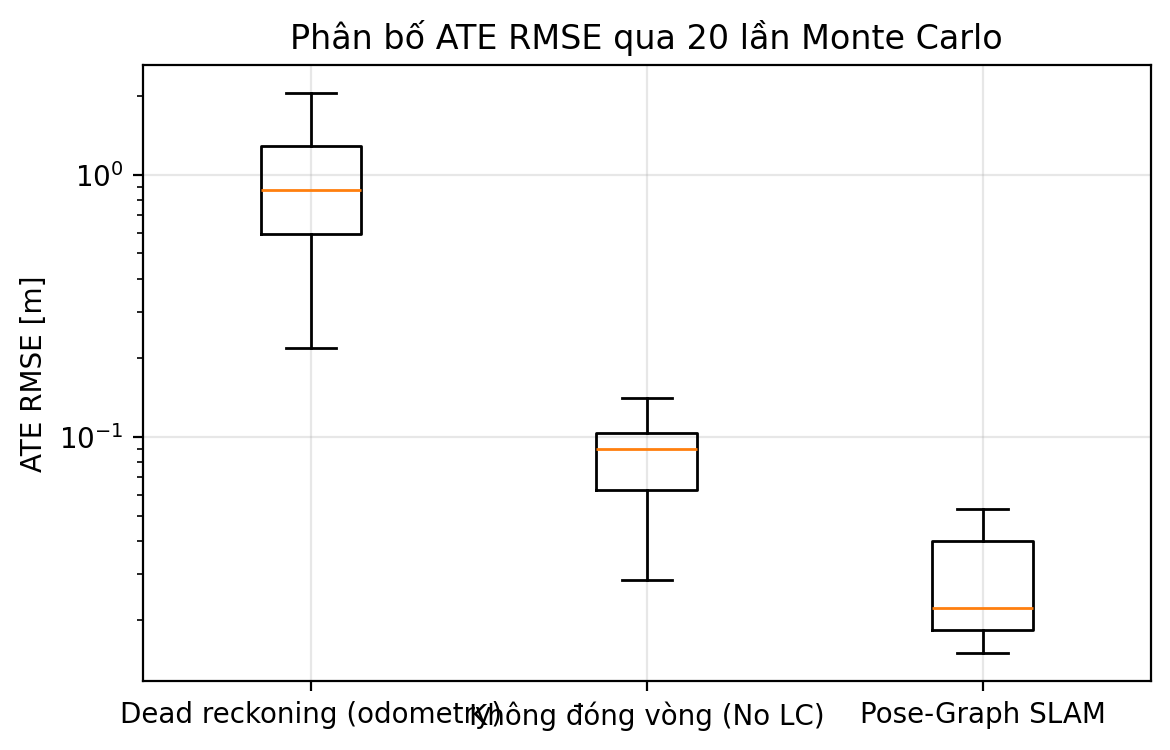 Phân bố ATE RMSE qua 20 lần Monte Carlo
ATE RMSE [m]
10⁰
10⁻¹
Dead reckoning (odometry)
Không đóng vòng (No LC)
Pose-Graph SLAM